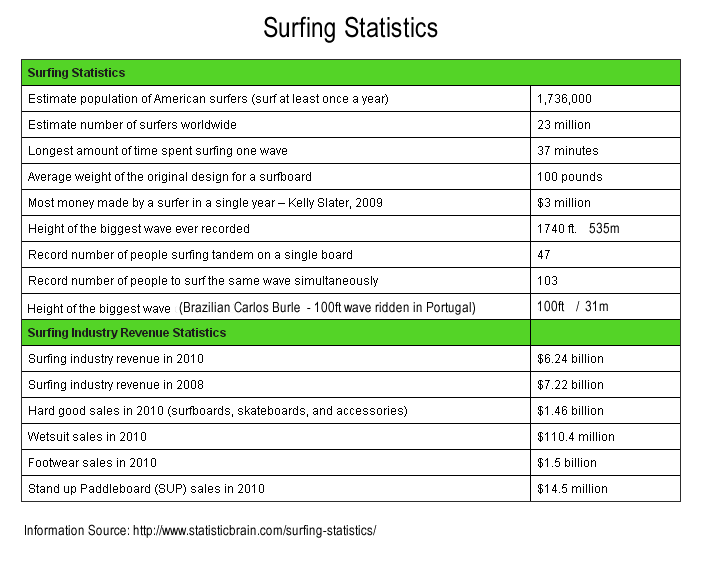 Surfing Statistics
Surfing Statistics
Estimate population of American surfers (surf at least once a year) 1,736,000
Estimate number of surfers worldwide 23 million
Longest amount of time spent surfing one wave 37 minutes
Average weight of the original design for a surfboard 100 pounds
Most money made by a surfer in a single year – Kelly Slater, 2009 $3 million
Height of the biggest wave ever recorded 1740 ft. 535m
Record number of people surfing tandem on a single board 47
Record number of people to surf the same wave simultaneously 103
Height of the biggest wave (Brazilian Carlos Burle - 100ft wave ridden in Portugal) 100ft / 31m
Surfing Industry Revenue Statistics
Surfing industry revenue in 2010 $6.24 billion
Surfing industry revenue in 2008 $7.22 billion
Hard good sales in 2010 (surfboards, skateboards, and accessories) $1.46 billion
Wetsuit sales in 2010 $110.4 million
Footwear sales in 2010 $1.5 billion
Stand up Paddleboard (SUP) sales in 2010 $14.5 million
Information Source: http://www.statisticbrain.com/surfing-statistics/